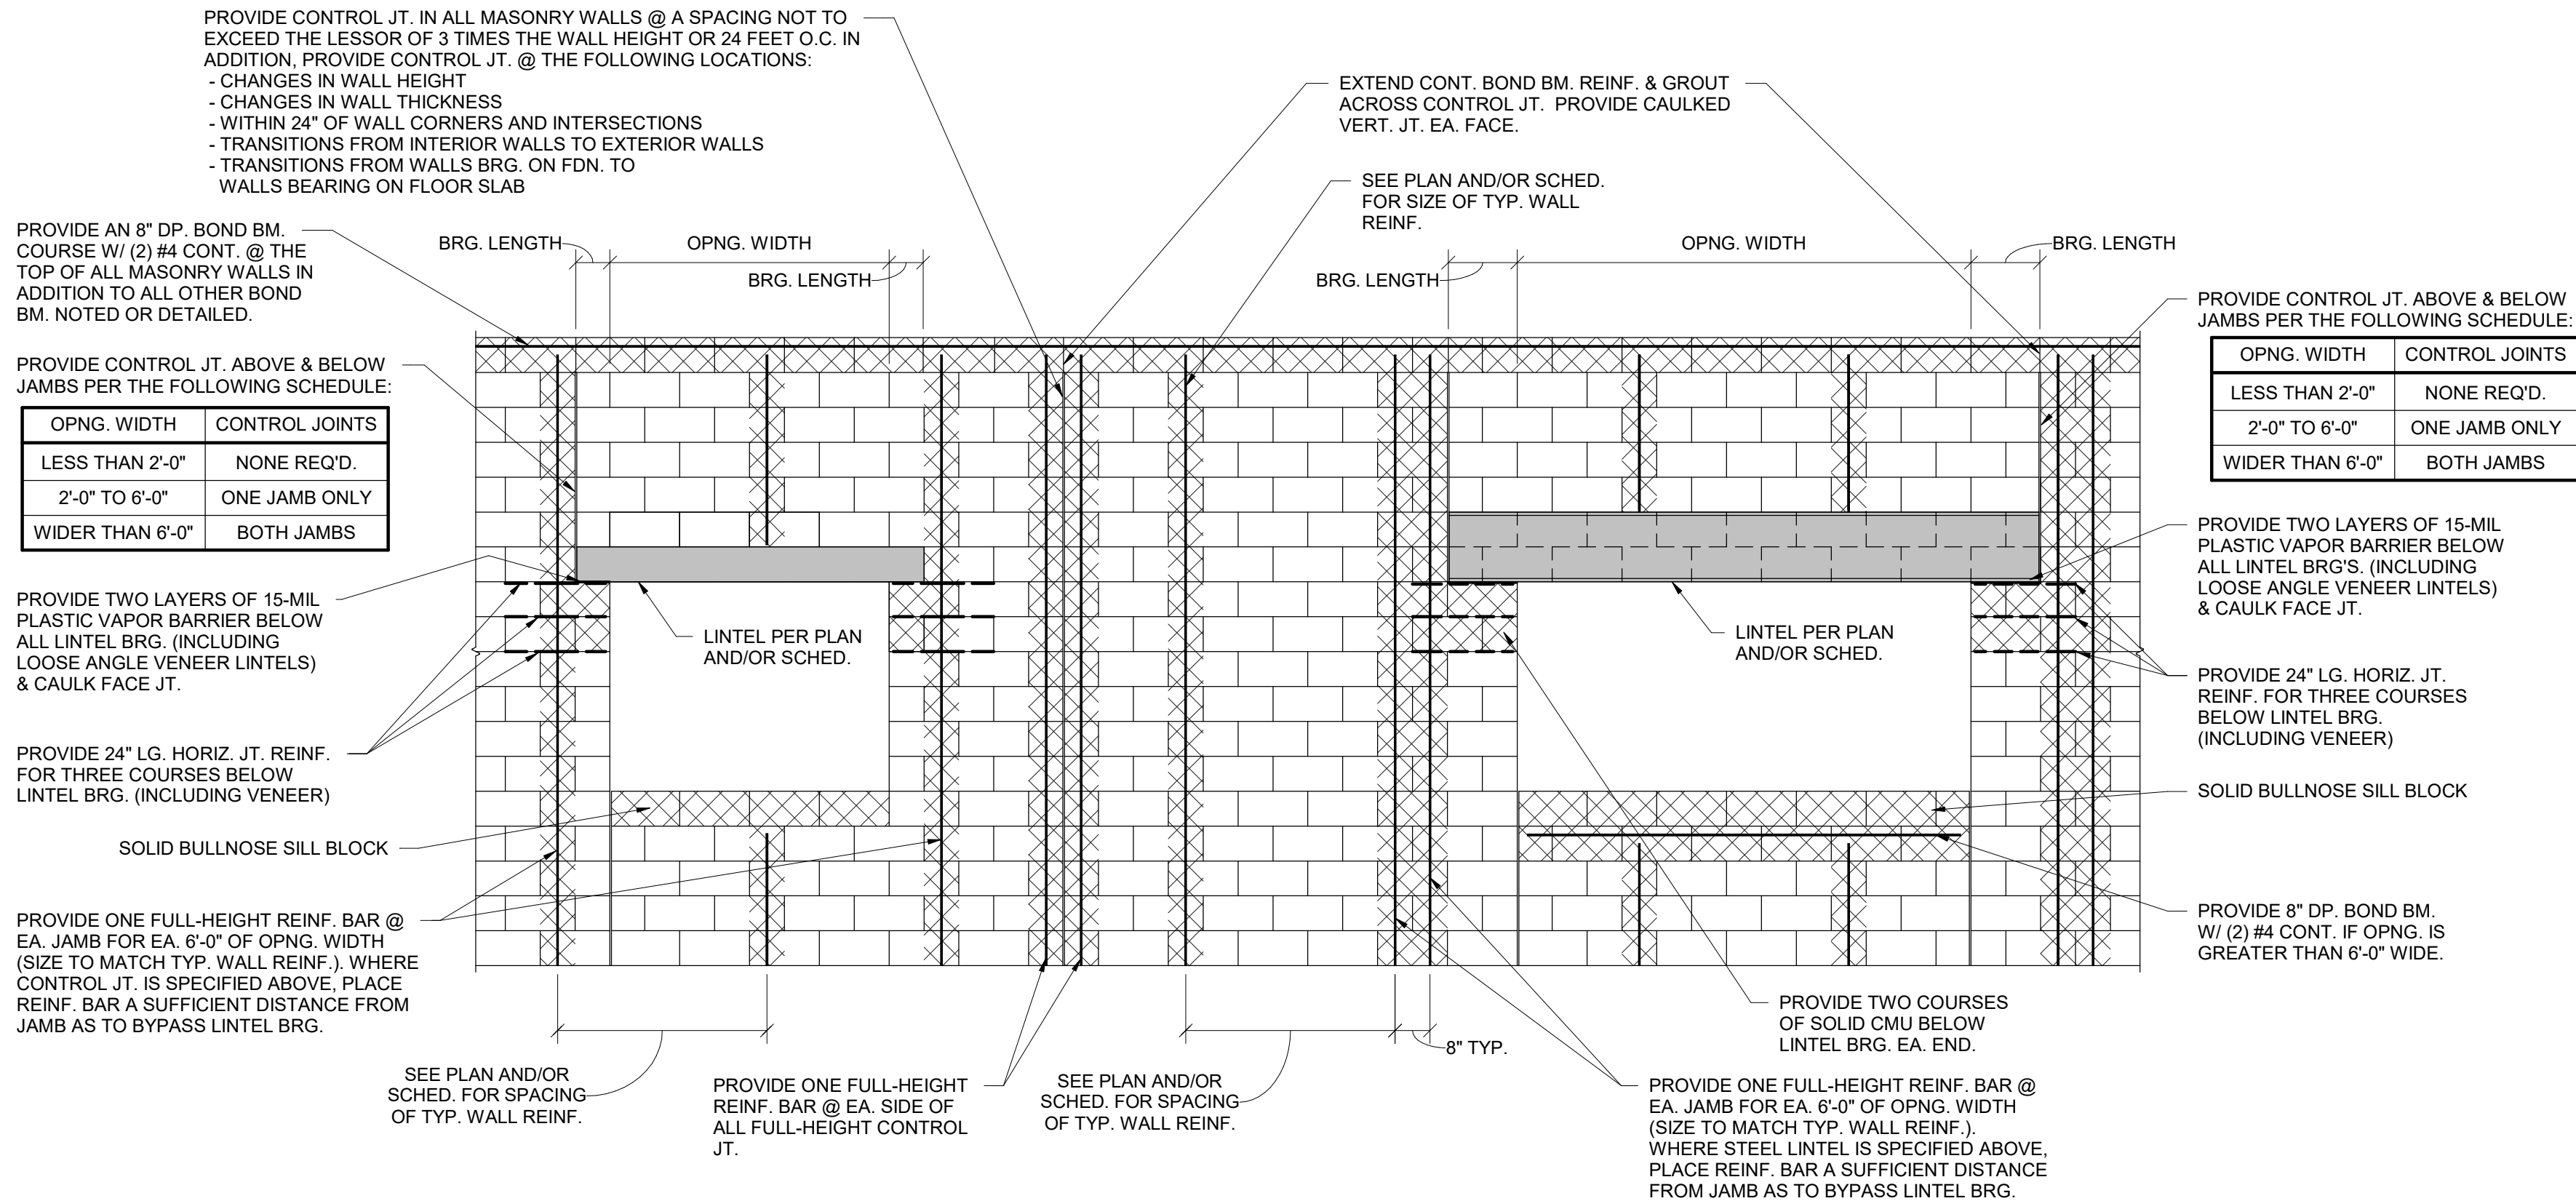 PROVIDE CONTROL JT. IN ALL MASONRY WALLS @ A SPACING NOT TO
EXCEED THE LESSOR OF 3 TIMES THE WALL HEIGHT OR 24 FEET O.C. IN
ADDITION, PROVIDE CONTROL JT. @ THE FOLLOWING LOCATIONS:
- CHANGES IN WALL HEIGHT
- CHANGES IN WALL THICKNESS
- WITHIN 24" OF WALL CORNERS AND INTERSECTIONS
- TRANSITIONS FROM INTERIOR WALLS TO EXTERIOR WALLS
- TRANSITIONS FROM WALLS BRG. ON FDN. TO
WALLS BEARING ON FLOOR SLAB
EXTEND CONT. BOND BM. REINF. & GROUT
ACROSS CONTROL JT. PROVIDE CAULKED
VERT. JT. EA. FACE.
SEE PLAN AND/OR SCHED.
FOR SIZE OF TYP. WALL
REINF.
PROVIDE AN 8" DP. BOND BM.
COURSE W/ (2) #4 CONT. @ THE
TOP OF ALL MASONRY WALLS IN
ADDITION TO ALL OTHER BOND
BM. NOTED OR DETAILED.
BRG. LENGTH
OPNG. WIDTH
BRG. LENGTH
OPNG. WIDTH
BRG. LENGTH
BRG. LENGTH
PROVIDE CONTROL JT. ABOVE & BELOW
JAMBS PER THE FOLLOWING SCHEDULE:
OPNG. WIDTH CONTROL JOINTS
LESS THAN 2'-0" NONE REQ'D.
2'-0" TO 6'-0" ONE JAMB ONLY
WIDER THAN 6'-0" BOTH JAMBS
PROVIDE CONTROL JT. ABOVE & BELOW
JAMBS PER THE FOLLOWING SCHEDULE:
OPNG. WIDTH CONTROL JOINTS
LESS THAN 2'-0" NONE REQ'D.
2'-0" TO 6'-0" ONE JAMB ONLY
WIDER THAN 6'-0" BOTH JAMBS
PROVIDE TWO LAYERS OF 15-MIL
PLASTIC VAPOR BARRIER BELOW
ALL LINTEL BRG. (INCLUDING
LOOSE ANGLE VENEER LINTELS)
& CAULK FACE JT.
LINTEL PER PLAN
AND/OR SCHED.
LINTEL PER PLAN
AND/OR SCHED.
PROVIDE TWO LAYERS OF 15-MIL
PLASTIC VAPOR BARRIER BELOW
ALL LINTEL BRG'S. (INCLUDING
LOOSE ANGLE VENEER LINTELS)
& CAULK FACE JT.
PROVIDE 24" LG. HORIZ. JT. REINF.
FOR THREE COURSES BELOW
LINTEL BRG. (INCLUDING VENEER)
PROVIDE 24" LG. HORIZ. JT.
REINF. FOR THREE COURSES
BELOW LINTEL BRG.
(INCLUDING VENEER)
SOLID BULLNOSE SILL BLOCK
SOLID BULLNOSE SILL BLOCK
PROVIDE ONE FULL-HEIGHT REINF. BAR @
EA. JAMB FOR EA. 6'-0" OF OPNG. WIDTH
(SIZE TO MATCH TYP. WALL REINF.). WHERE
CONTROL JT. IS SPECIFIED ABOVE, PLACE
REINF. BAR A SUFFICIENT DISTANCE FROM
JAMB AS TO BYPASS LINTEL BRG.
PROVIDE 8" DP. BOND BM.
W/ (2) #4 CONT. IF OPNG. IS
GREATER THAN 6'-0" WIDE.
PROVIDE TWO COURSES
OF SOLID CMU BELOW
LINTEL BRG. EA. END.
8" TYP.
SEE PLAN AND/OR
SCHED. FOR SPACING
OF TYP. WALL REINF.
PROVIDE ONE FULL-HEIGHT
REINF. BAR @ EA. SIDE OF
ALL FULL-HEIGHT CONTROL
JT.
SEE PLAN AND/OR
SCHED. FOR SPACING
OF TYP. WALL REINF.
PROVIDE ONE FULL-HEIGHT REINF. BAR @
EA. JAMB FOR EA. 6'-0" OF OPNG. WIDTH
(SIZE TO MATCH TYP. WALL REINF.).
WHERE STEEL LINTEL IS SPECIFIED ABOVE,
PLACE REINF. BAR A SUFFICIENT DISTANCE
FROM JAMB AS TO BYPASS LINTEL BRG.